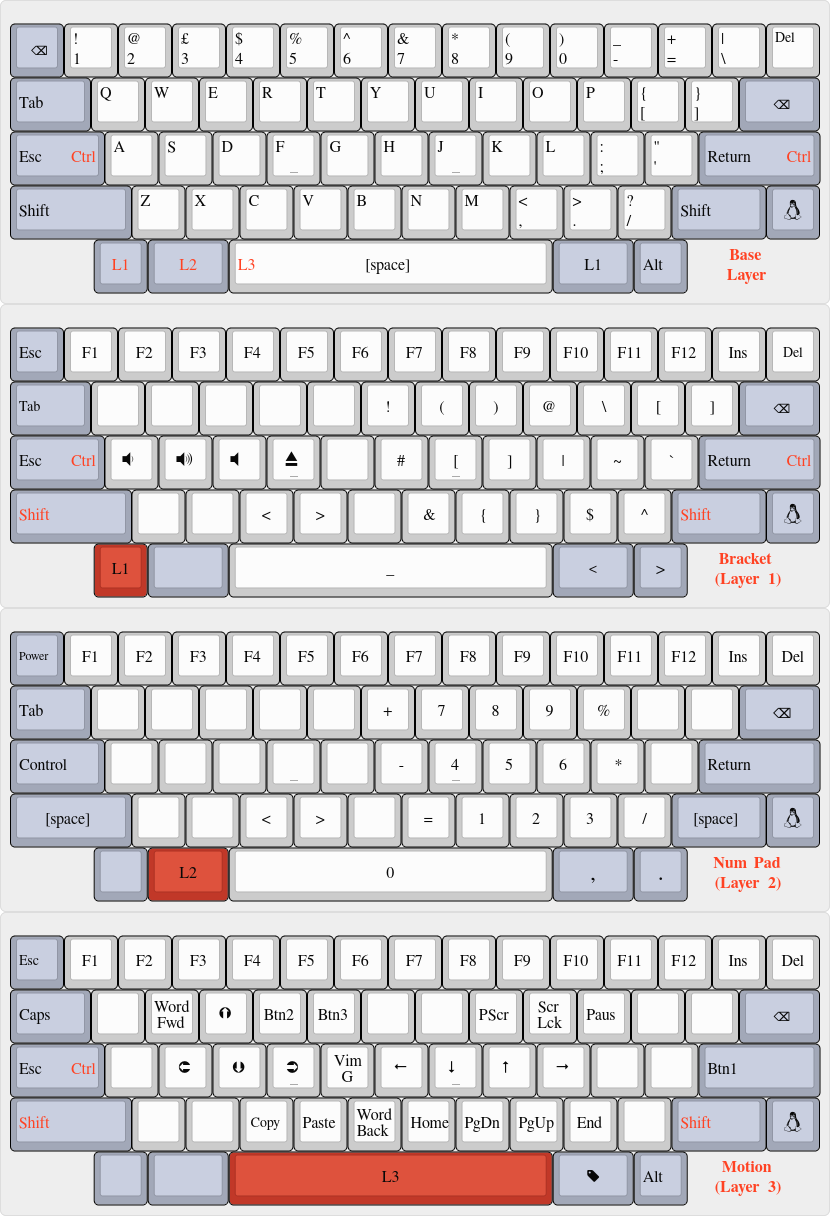 ⌫ ! 1 @ 2 £ 3 $ 4 % 5 ^ 6 & 7 * 8 ( 9 ) 0 _ - + = | \ Del
Tab Q W E R T Y U I O P { [ } ] ⌫
Esc Ctrl A S D F _ G H J _ K L : ; " ' Return Ctrl
Shift Z X C V B N M < , > . ? / Shift
L1 L2 L3 [space] L1 Alt
Base
Layer
Esc F1 F2 F3 F4 F5 F6 F7 F8 F9 F10 F11 F12 Ins Del
Tab ! ( ) @ \ [ ] ⌫
Esc Ctrl _ # [ _ ] | ~ ` Return Ctrl
Shift < > & { } $ ^ Shift
L1 _ < >
Bracket
(Layer 1)
Power F1 F2 F3 F4 F5 F6 F7 F8 F9 F10 F11 F12 Ins Del
Tab + 7 8 9 % ⌫
Control _ - 4 _ 5 6 * Return
[space] < > = 1 2 3 / [space]
L2 0 , .
Num Pad
(Layer 2)
Esc F1 F2 F3 F4 F5 F6 F7 F8 F9 F10 F11 F12 Ins Del
Caps Word Fwd Btn2 Btn3 PScr Scr Lck Paus ⌫
Esc Ctrl _ Vim G ← ↓ _ ↑ → Btn1
Shift Copy Paste Word Back Home PgDn PgUp End Shift
L3 Alt
Motion
(Layer 3)